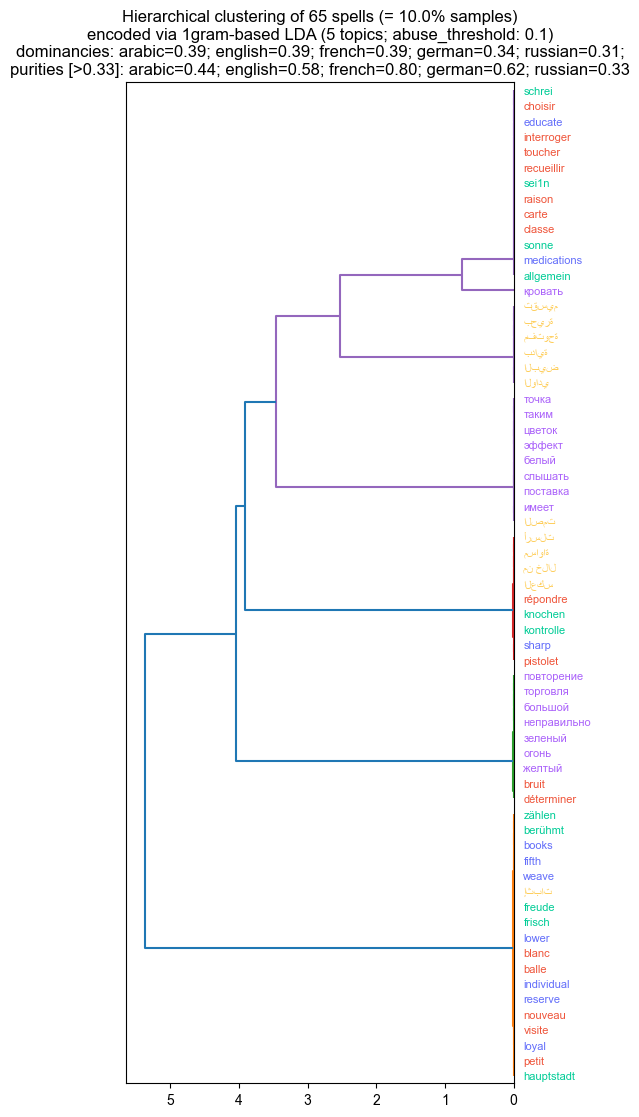 Hierarchical clustering of 65 spells (= 10.0% samples)
encoded via 1gram-based LDA (5 topics; abuse_threshold: 0.1)
dominancies: arabic=0.39; english=0.39; french=0.39; german=0.34; russian=0.31;
purities [>0.33]: arabic=0.44; english=0.58; french=0.80; german=0.62; russian=0.33
schrei
choisir
educate
interroger
toucher
recueillir
sei1n
raison
carte
classe
sonne
medications
allgemein
кровать
تقسيم
بحيرة
مفتوحة
بداية
البيض
الوادي
точка
таким
цветок
эффект
белый
слышать
поставка
имеет
الصمت
أرسلت
مساواة
من خلال
العكس
répondre
knochen
kontrolle
sharp
pistolet
повторение
торговля
большой
неправильно
зеленый
огонь
желтый
bruit
déterminer
zählen
berühmt
books
fifth
weave
إثبات
freude
frisch
lower
blanc
balle
individual
reserve
nouveau
visite
loyal
petit
hauptstadt
5 4 3 2 1 0